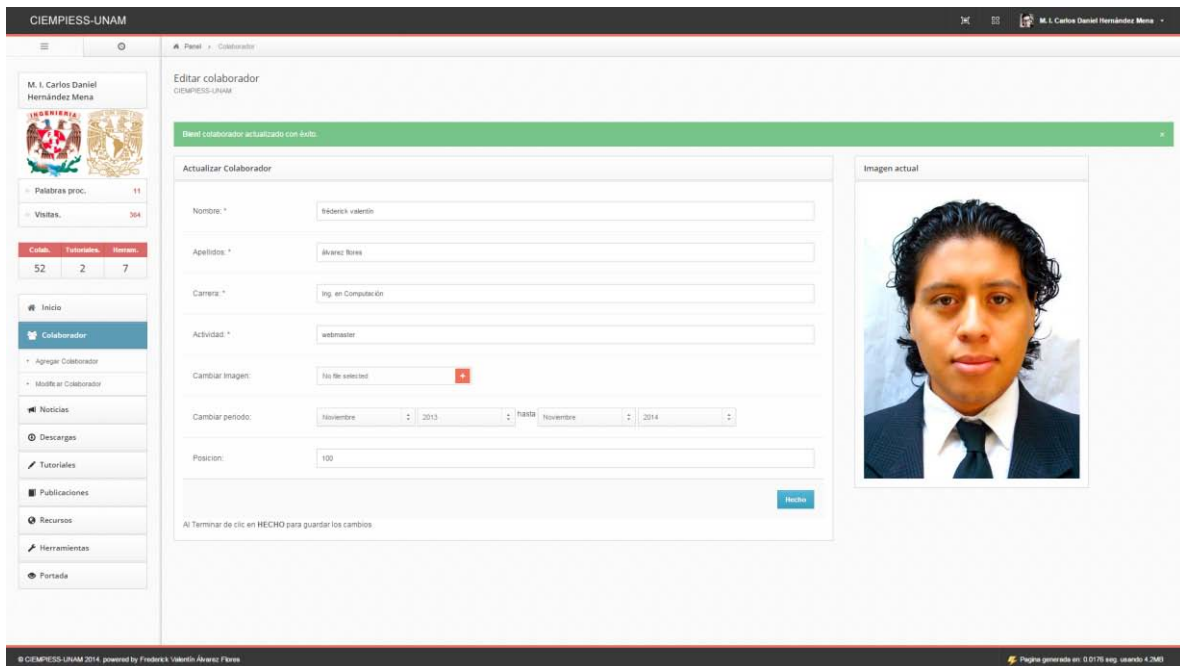 CIEMPIESS-UNAM
M. I. Carlos Daniel Hernández Mena
Panel › Colaborador
M. I. Carlos Daniel
Hernández Mena
INGENIERIA
Palabras proc. 11
Visitas. 364
Colab. Tutoriales. Herram.
52 2 7
Inicio
Colaborador
Agregar Colaborador
Modificar Colaborador
Noticias
Descargas
Tutoriales
Publicaciones
Recursos
Herramientas
Portada
Editar colaborador
CIEMPIESS-UNAM
Bien! colaborador actualizado con éxito. ×
Actualizar Colaborador
Nombre: * fréderick valentín
Apellidos: * álvarez flores
Carrera: * Ing. en Computación
Actividad: * webmaster
Cambiar Imagen: No file selected +
Cambiar periodo: Noviembre 2013 hasta Noviembre 2014
Posicion: 100
Hecho
Al Terminar de clic en HECHO para guardar los cambios
Imagen actual
© CIEMPIESS-UNAM 2014, powered by Frederick Valentín Álvarez Flores
Pagina generada en: 0.0176 seg. usando 4.2MB